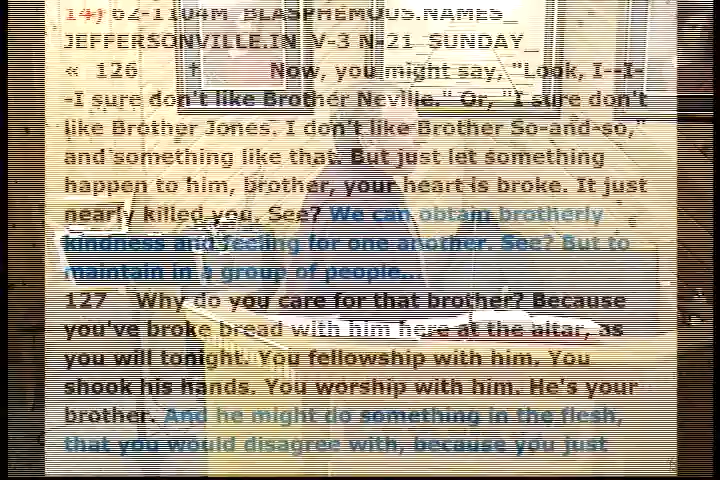 14) 62-1104M BLASPHEMOUS.NAMES_
JEFFERSONVILLE.IN V-3 N-21 SUNDAY_
« 126 † Now, you might say, "Look, I--I-
-I sure don't like Brother Neville." Or, "I sure don't
like Brother Jones. I don't like Brother So-and-so,"
and something like that. But just let something
happen to him, brother, your heart is broke. It just
nearly killed you. See? We can obtain brotherly
kindness and feeling for one another. See? But to
maintain in a group of people...
127 Why do you care for that brother? Because
you've broke bread with him here at the altar, as
you will tonight. You fellowship with him. You
shook his hands. You worship with him. He's your
brother. And he might do something in the flesh,
that you would disagree with, because you just